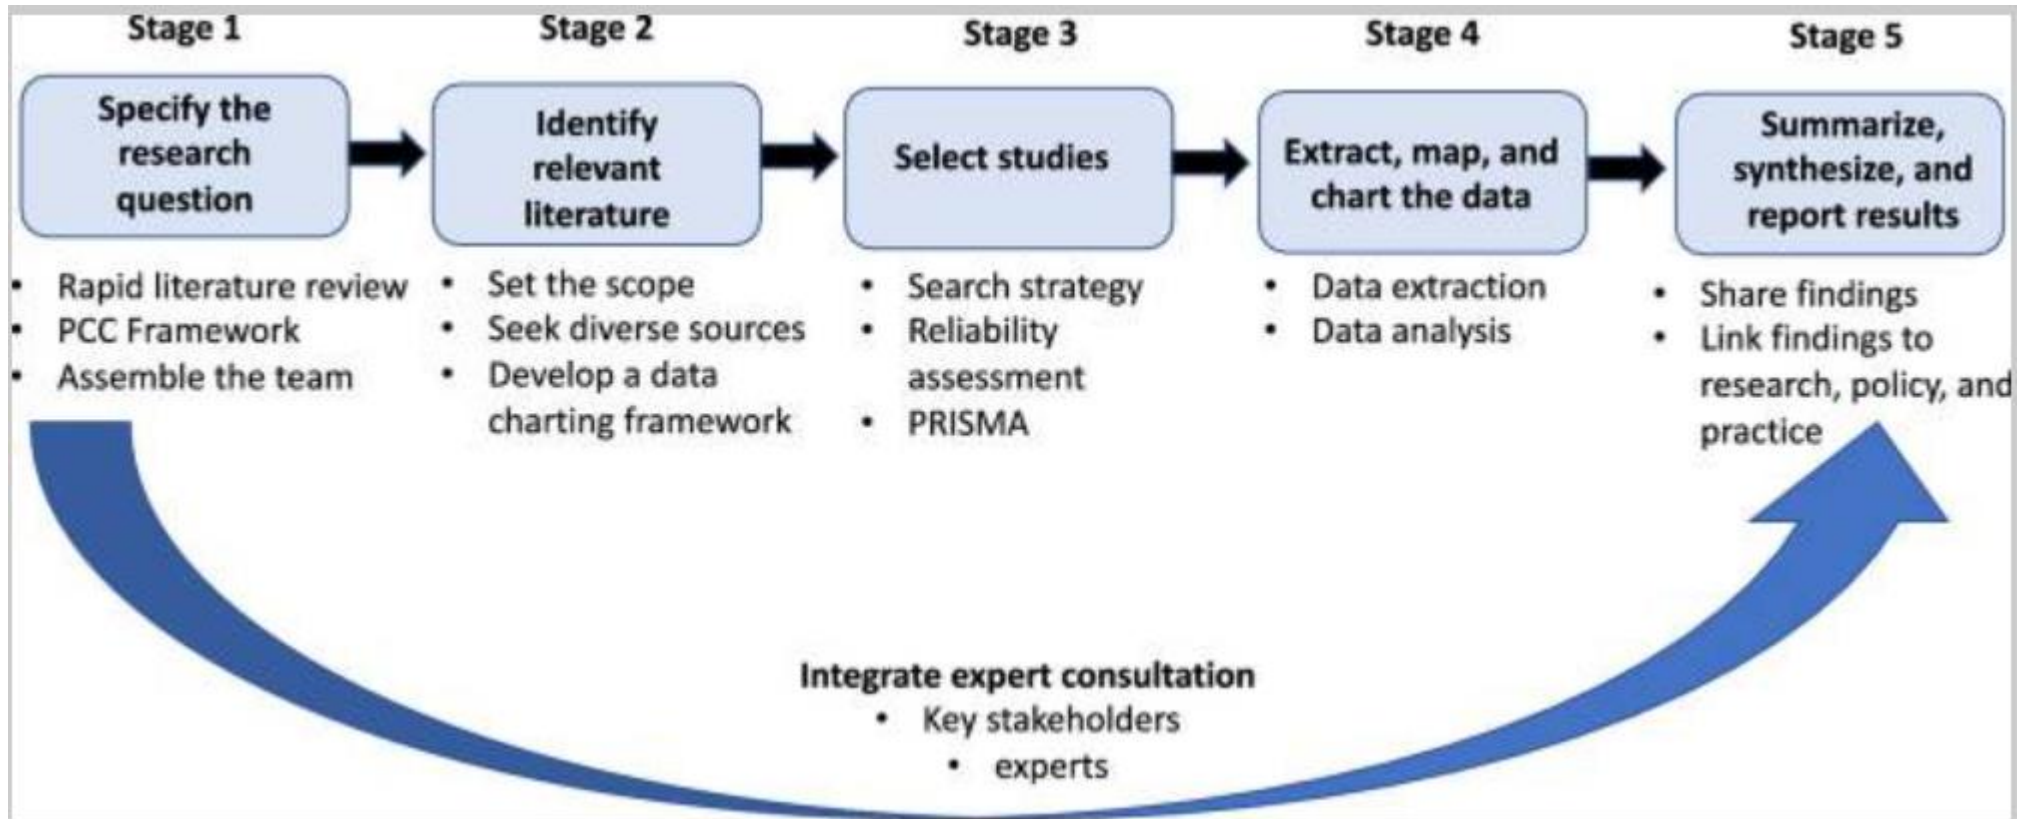 Stage 1
Specify the
research
question
• Rapid literature review
• PCC Framework
• Assemble the team
Stage 2
Identify
relevant
literature
• Set the scope
• Seek diverse sources
• Develop a data
charting framework
Stage 3
Select studies
• Search strategy
• Reliability
assessment
• PRISMA
Stage 4
Extract, map, and
chart the data
• Data extraction
• Data analysis
Stage 5
Summarize,
synthesize, and
report results
• Share findings
• Link findings to
research, policy, and
practice
Integrate expert consultation
• Key stakeholders
• experts